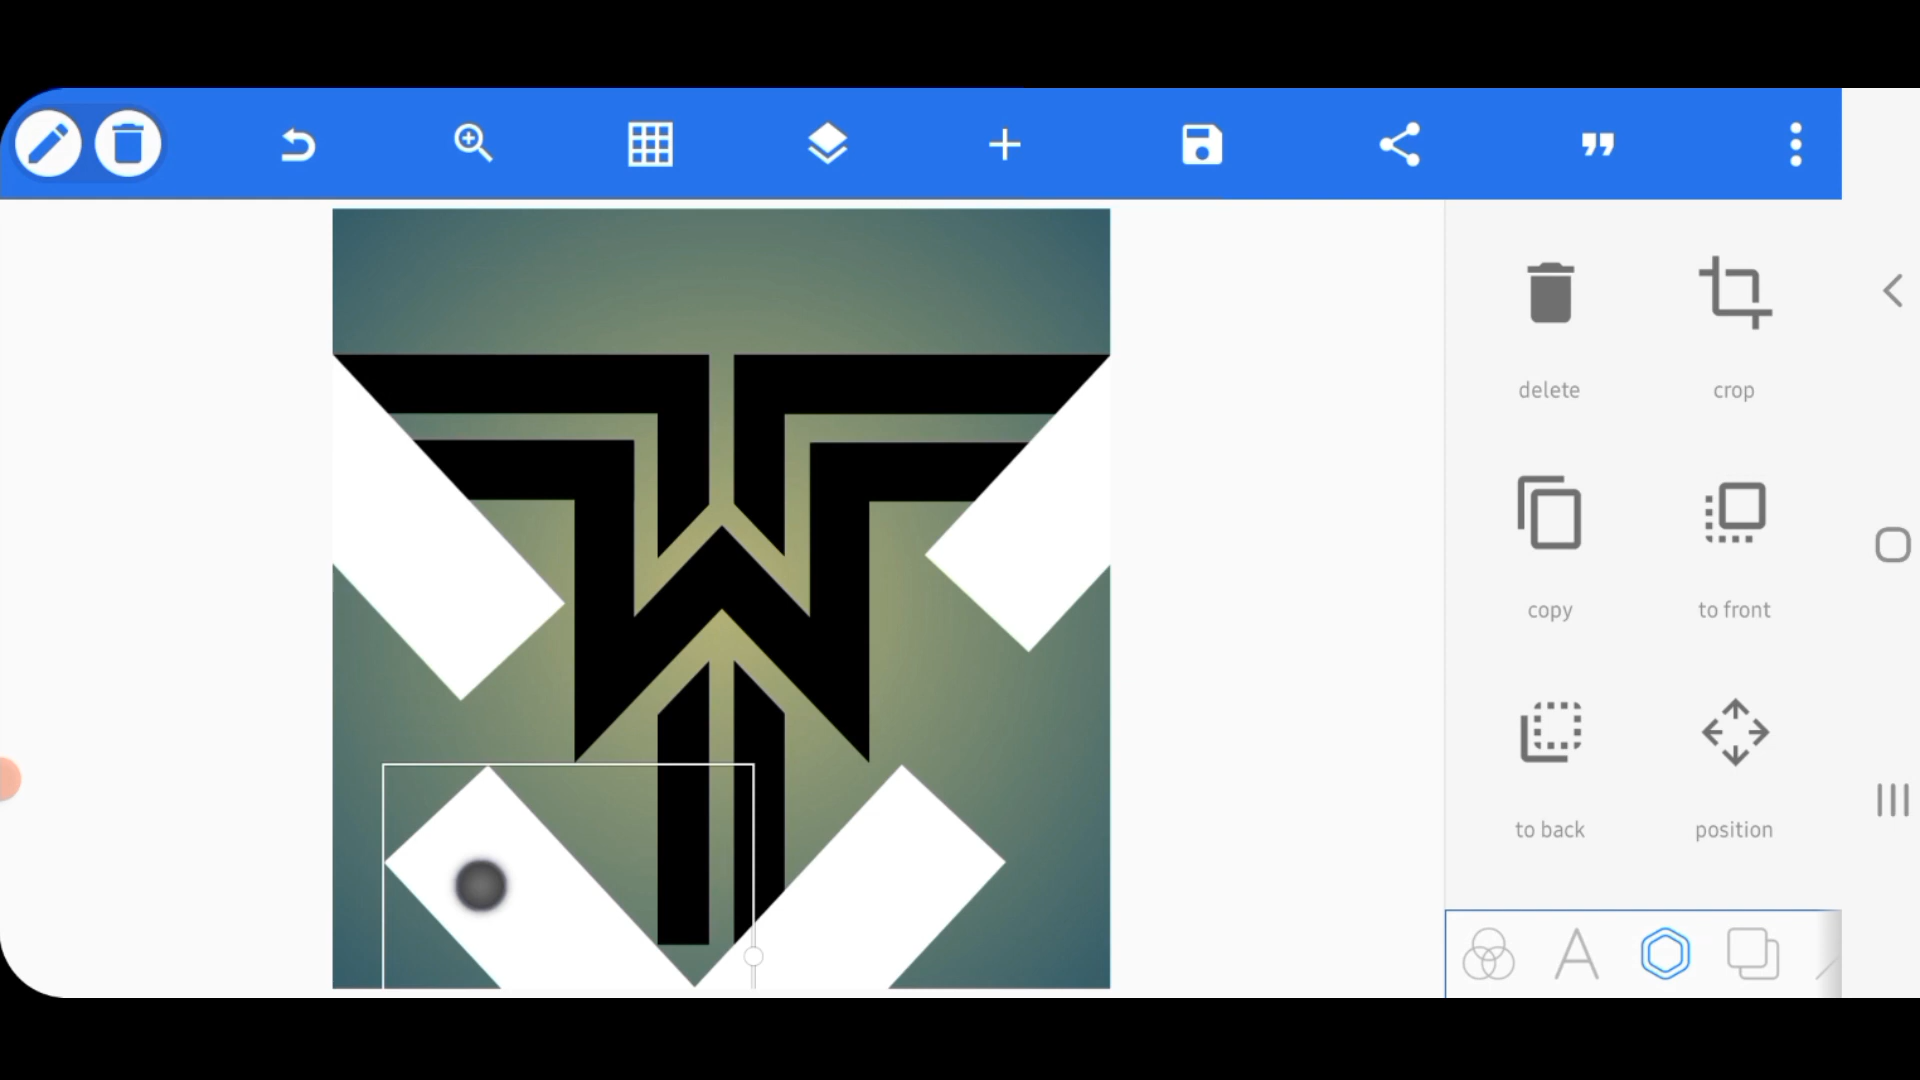 delete
crop
copy
to front
to back
position